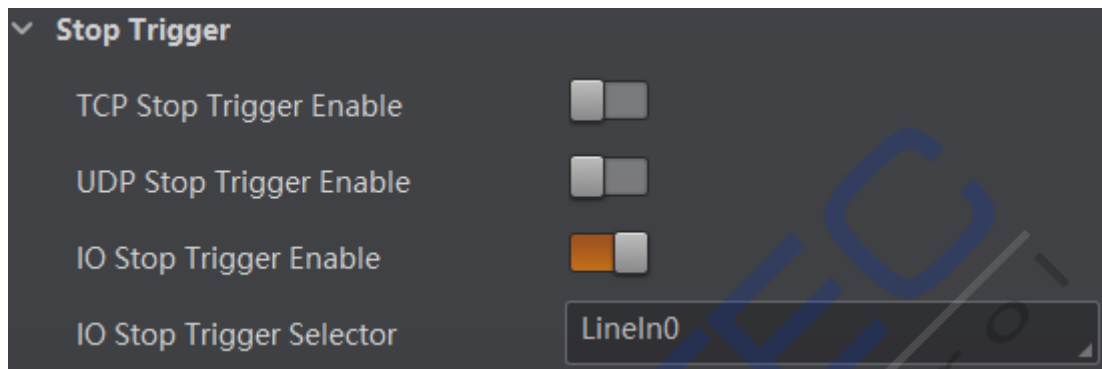 Stop Trigger
TCP Stop Trigger Enable
UDP Stop Trigger Enable
IO Stop Trigger Enable
IO Stop Trigger Selector LineIn0